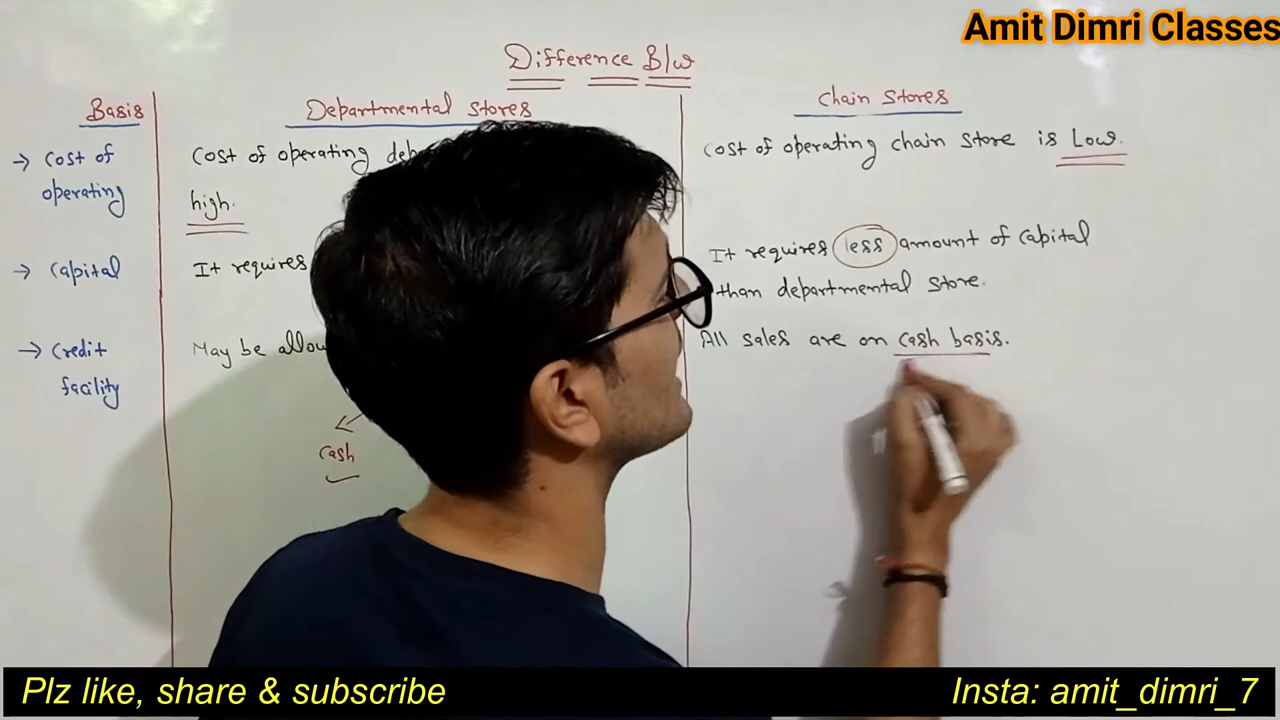 Amit Dimri Classes
Difference B/w
Basis
Departmental stores
chain stores
→ Cost of operating
Cost of operating
high.
Cost of operating chain store is Low.
→ Capital
It requires
It requires less amount of capital
than departmental store.
→ Credit
facility
May be
All sales are on cash basis.
cash
Plz like, share & subscribe
Insta: amit_dimri_7